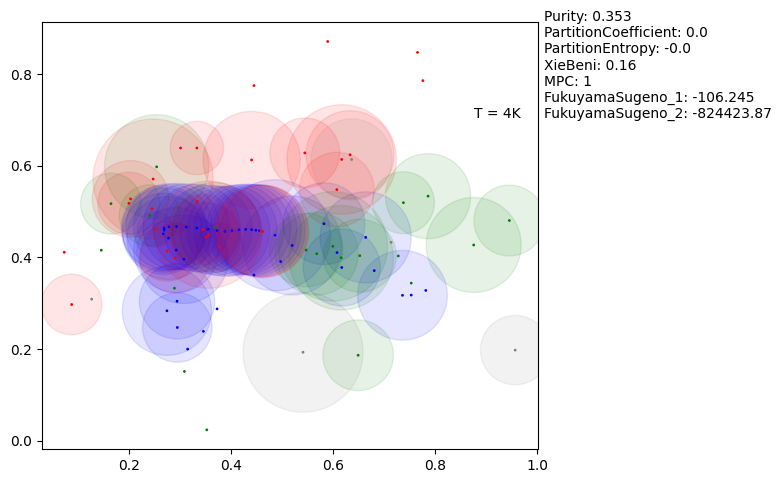 Purity: 0.353
PartitionCoefficient: 0.0
PartitionEntropy: -0.0
XieBeni: 0.16
MPC: 1
FukuyamaSugeno_1: -106.245
FukuyamaSugeno_2: -824423.87
T = 4K
0.8
0.6
0.4
0.2
0.0
0.2
0.4
0.6
0.8
1.0